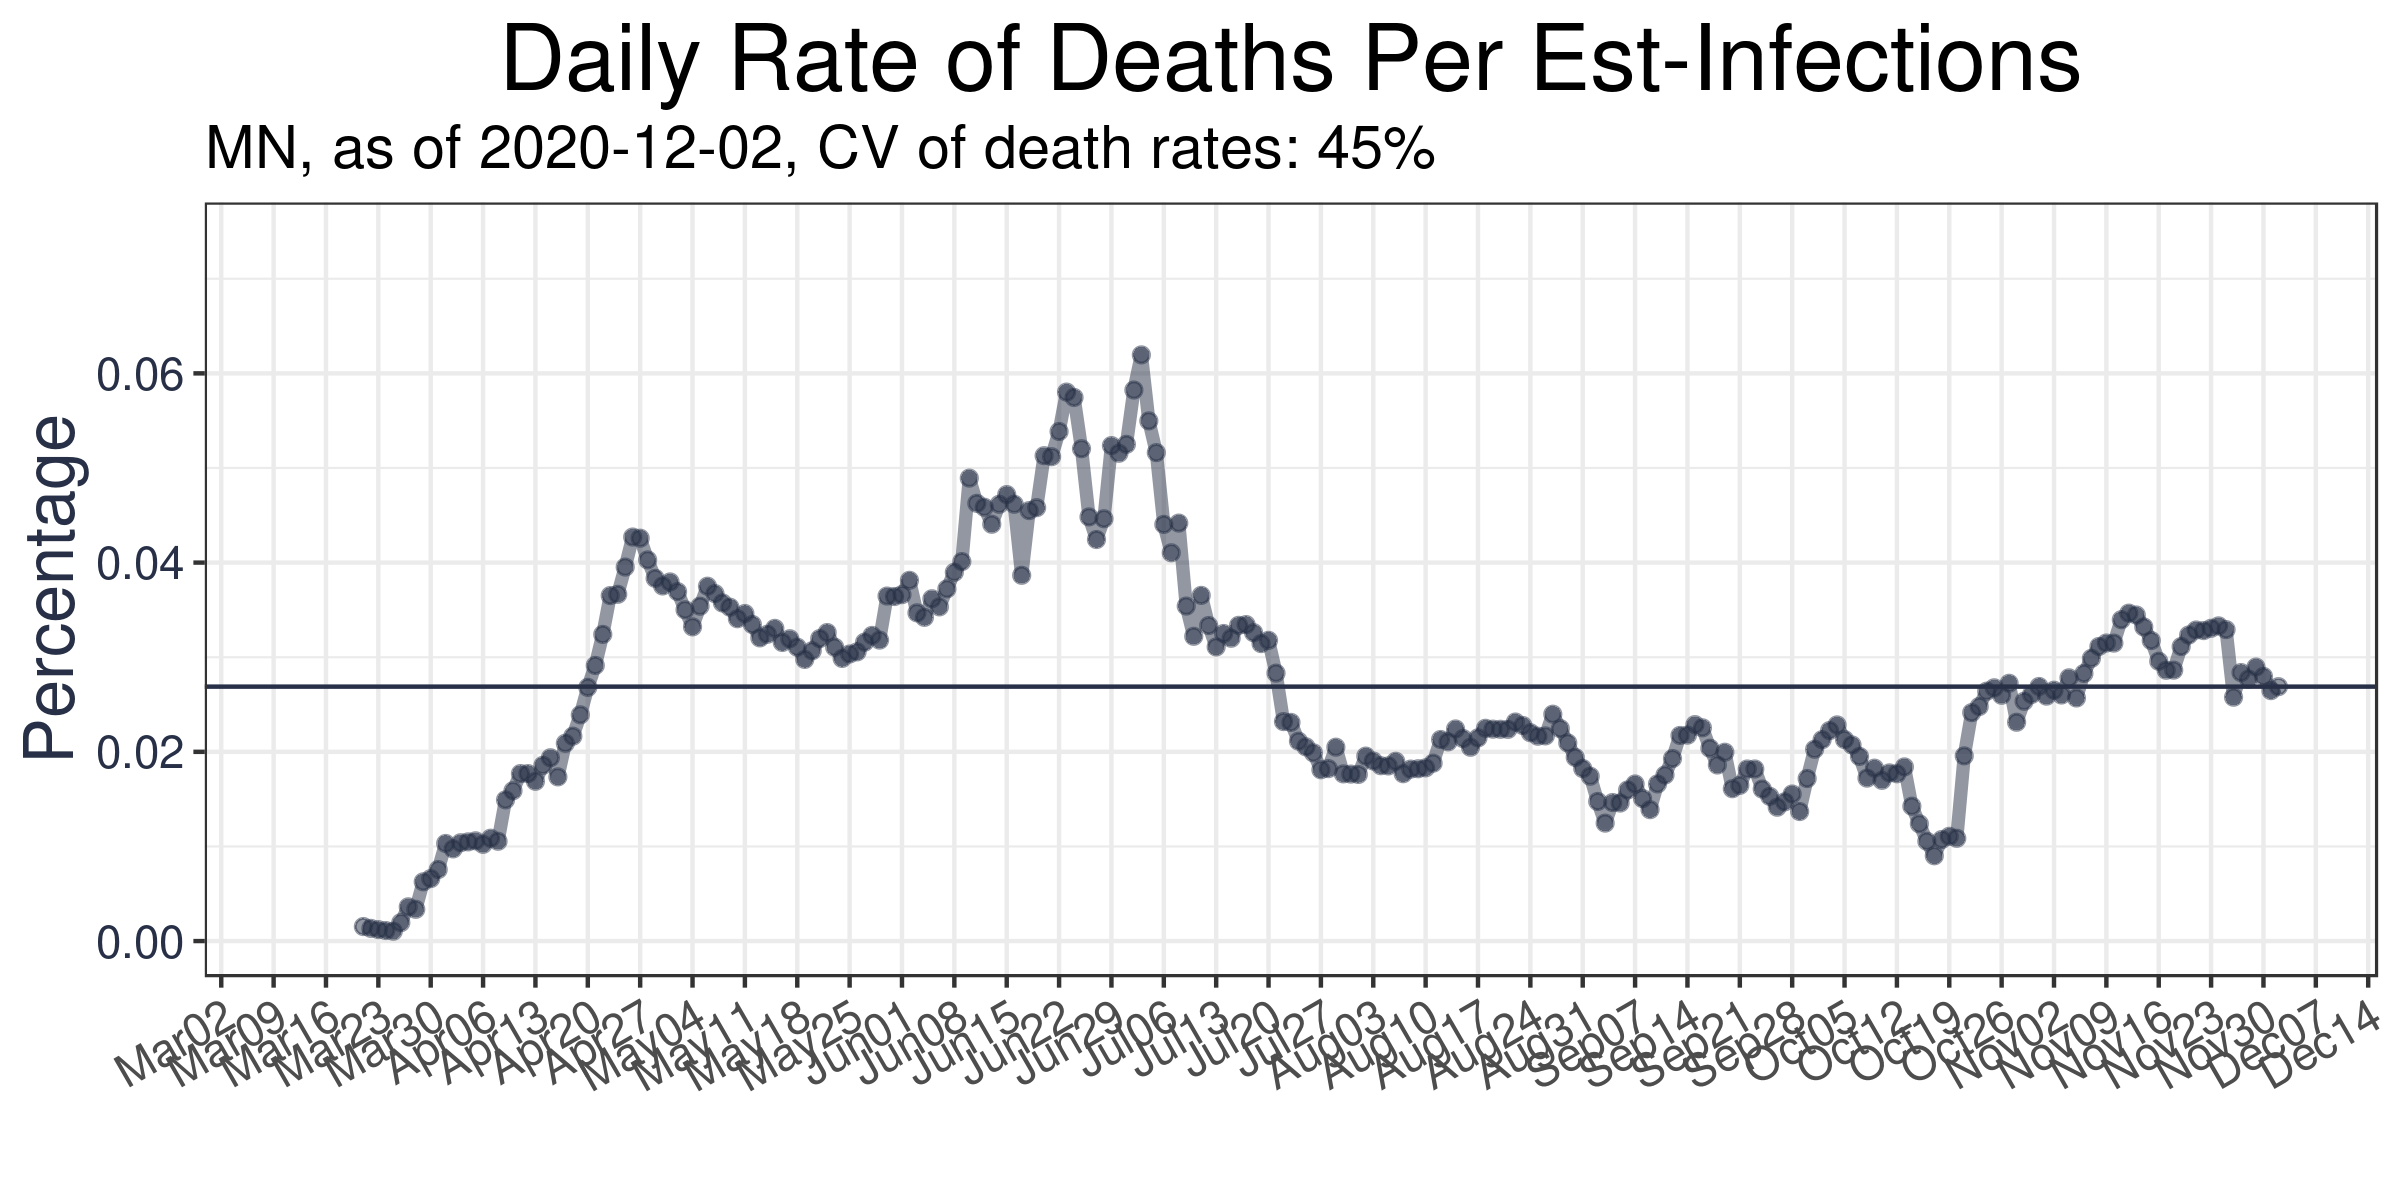 Daily Rate of Deaths Per Est-Infections
MN, as of 2020-12-02, CV of death rates: 45%
Percentage
0.06
0.04
0.02
0.00
Mar02 Mar09 Mar16 Mar23 Mar30 Apr06 Apr13 Apr20 Apr27 May04 May11 May18 May25 Jun01 Jun08 Jun15 Jun22 Jun29 Jul06 Jul13 Jul20 Jul27 Aug03 Aug10 Aug17 Aug24 Aug31 Sep07 Sep14 Sep21 Sep28 Oct05 Oct12 Oct19 Oct26 Nov02 Nov09 Nov16 Nov23 Nov30 Dec07 Dec14